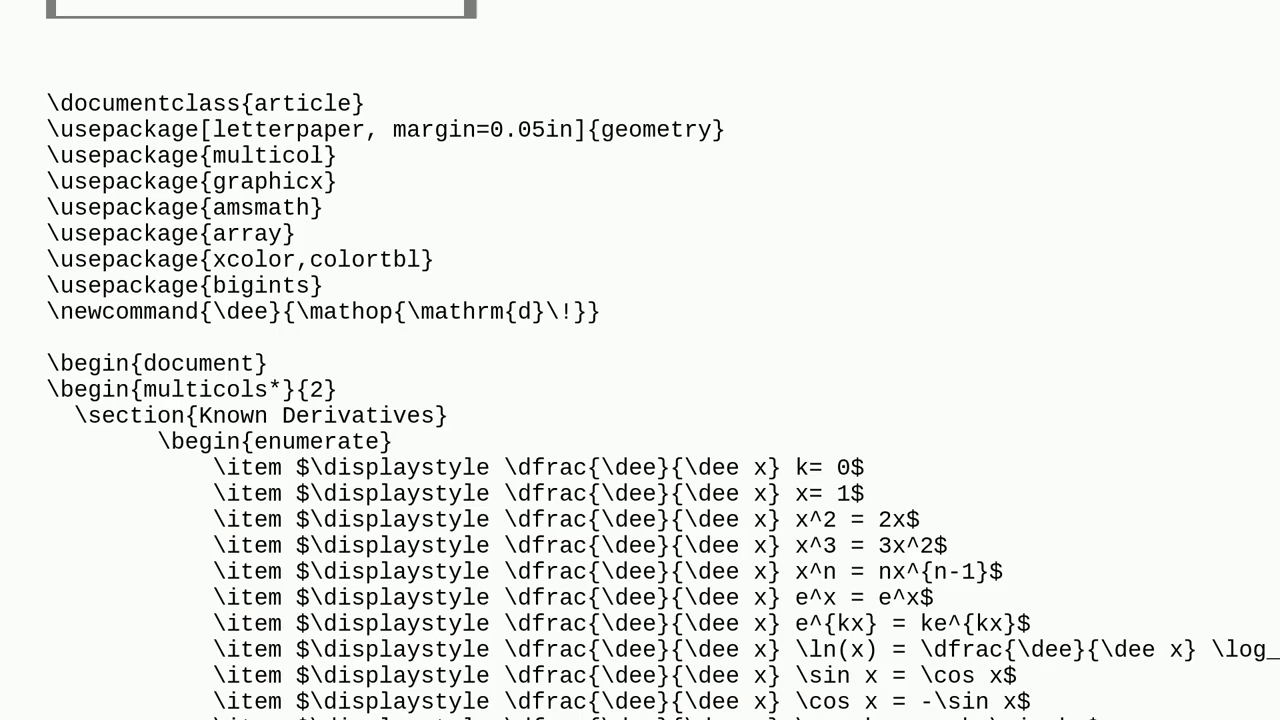 \documentclass{article}
\usepackage[letterpaper, margin=0.05in]{geometry}
\usepackage{multicol}
\usepackage{graphicx}
\usepackage{amsmath}
\usepackage{array}
\usepackage{xcolor,colortbl}
\usepackage{bigints}
\newcommand{\dee}{\mathop{\mathrm{d}\!}}
\begin{document}
\begin{multicols*}{2}
\section{Known Derivatives}
\begin{enumerate}
\item $\displaystyle \dfrac{\dee}{\dee x} k= 0$
\item $\displaystyle \dfrac{\dee}{\dee x} x= 1$
\item $\displaystyle \dfrac{\dee}{\dee x} x^2 = 2x$
\item $\displaystyle \dfrac{\dee}{\dee x} x^3 = 3x^2$
\item $\displaystyle \dfrac{\dee}{\dee x} x^n = nx^{n-1}$
\item $\displaystyle \dfrac{\dee}{\dee x} e^x = e^x$
\item $\displaystyle \dfrac{\dee}{\dee x} e^{kx} = ke^{kx}$
\item $\displaystyle \dfrac{\dee}{\dee x} \ln(x) = \dfrac{\dee}{\dee x} \log_
\item $\displaystyle \dfrac{\dee}{\dee x} \sin x = \cos x$
\item $\displaystyle \dfrac{\dee}{\dee x} \cos x = -\sin x$